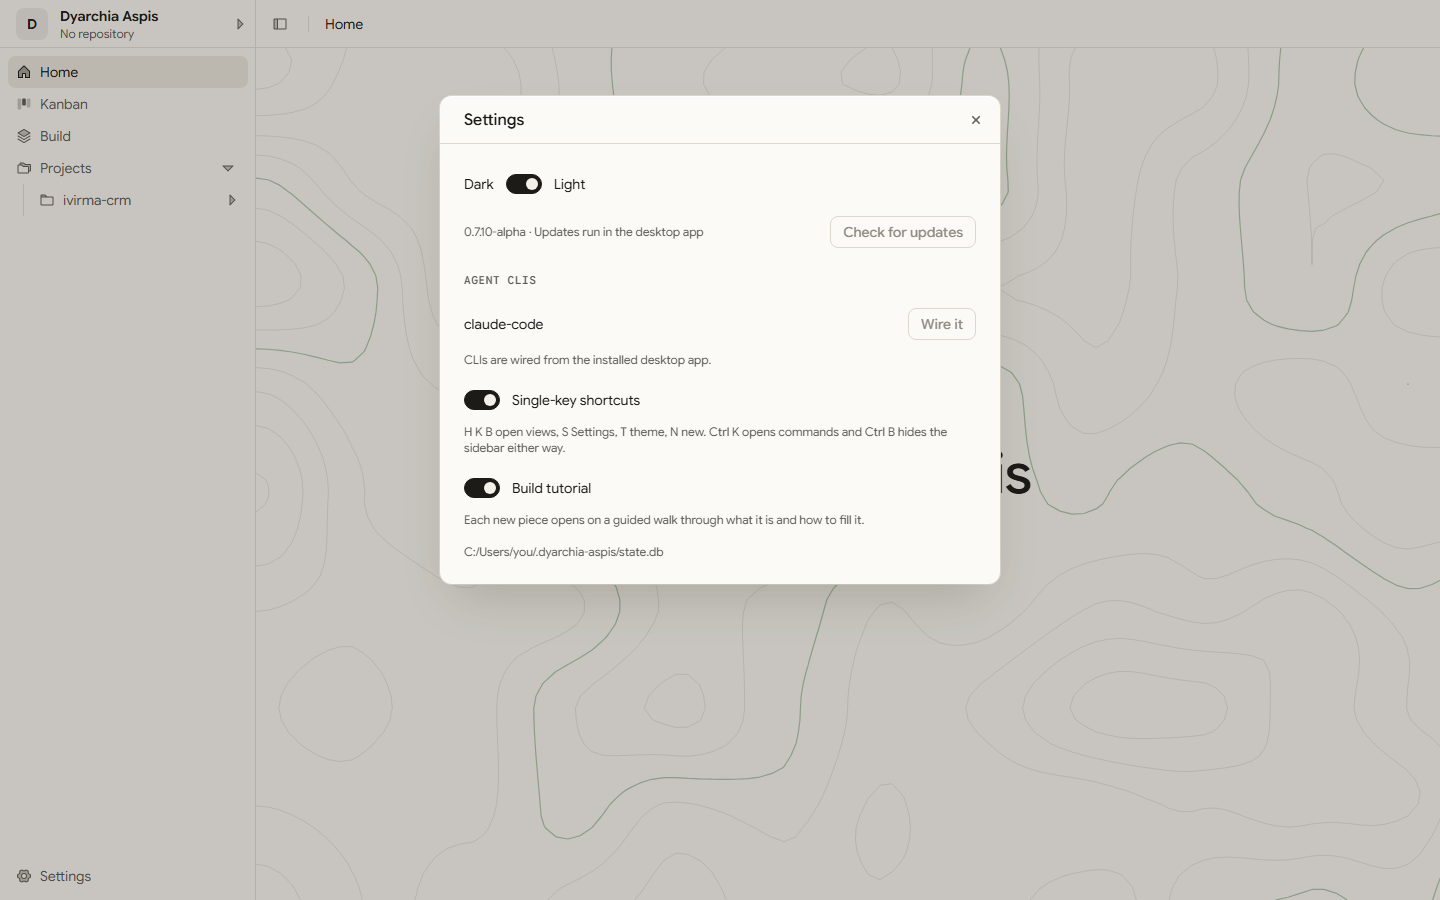 D
Dyarchia Aspis
No repository
Home
Home
Kanban
Build
Projects
ivirma-crm
Settings
Settings
Dark
Light
0.7.10-alpha · Updates run in the desktop app
Check for updates
AGENT CLIS
claude-code
Wire it
CLIs are wired from the installed desktop app.
Single-key shortcuts
H K B open views, S Settings, T theme, N new. Ctrl K opens commands and Ctrl B hides the
sidebar either way.
Build tutorial
Each new piece opens on a guided walk through what it is and how to fill it.
C:/Users/you/.dyarchia-aspis/state.db
is